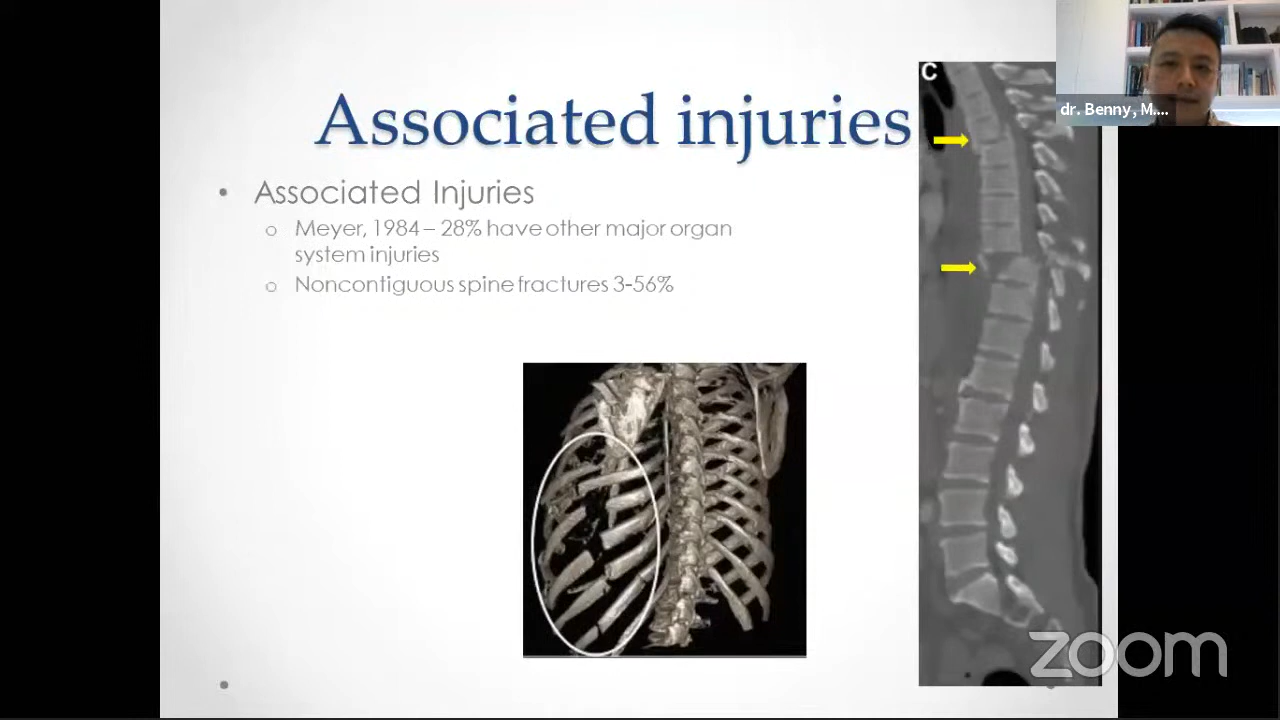 C
dr. Benny, M....
Associated injuries
• Associated Injuries
o Meyer, 1984 – 28% have other major organ
system injuries
o Noncontiguous spine fractures 3-56%
zoom